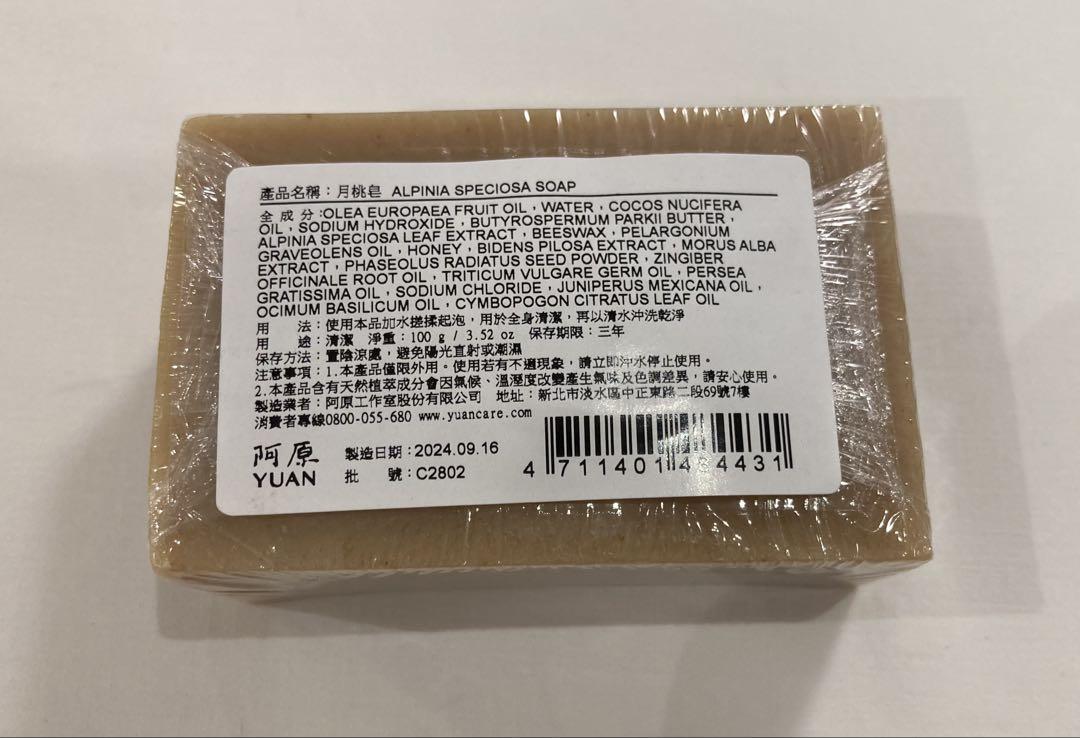 產品名稱：月桃皂 ALPINIA SPECIOSA SOAP
全成分：OLEA EUROPAEA FRUIT OIL，WATER，COCOS NUCIFERA
OIL，SODIUM HYDROXIDE，BUTYROSPERMUM PARKII BUTTER，
ALPINIA SPECIOSA LEAF EXTRACT，BEESWAX，PELARGONIUM
GRAVEOLENS OIL，HONEY，BIDENS PILOSA EXTRACT，MORUS ALBA
EXTRACT，PHASEOLUS RADIATUS SEED POWDER，ZINGIBER
OFFICINALE ROOT OIL，TRITICUM VULGARE GERM OIL，PERSEA
GRATISSIMA OIL，SODIUM CHLORIDE，JUNIPERUS MEXICANA OIL，
OCIMUM BASILICUM OIL，CYMBOPOGON CITRATUS LEAF OIL
用　　法：使用本品加水搓揉起泡，用於全身清潔，再以清水沖洗乾淨
用　　途：清潔　淨重：100 g / 3.52 oz　保存期限：三年
保存方法：置陰涼處，避免陽光直射或潮濕
注意事項：1.本產品僅限外用。使用若有不適現象，請立即沖水停止使用。
2.本產品含有天然植萃成分會因氣候、溫溼度改變產生氣味及色調差異，請安心使用。
製造業者：阿原工作室股份有限公司　地址：新北市淡水區中正東路二段69號7樓
消費者專線0800-055-680 www.yuancare.com
阿原
YUAN
製造日期：2024.09.16
批　　號：C2802
4 711401 434431